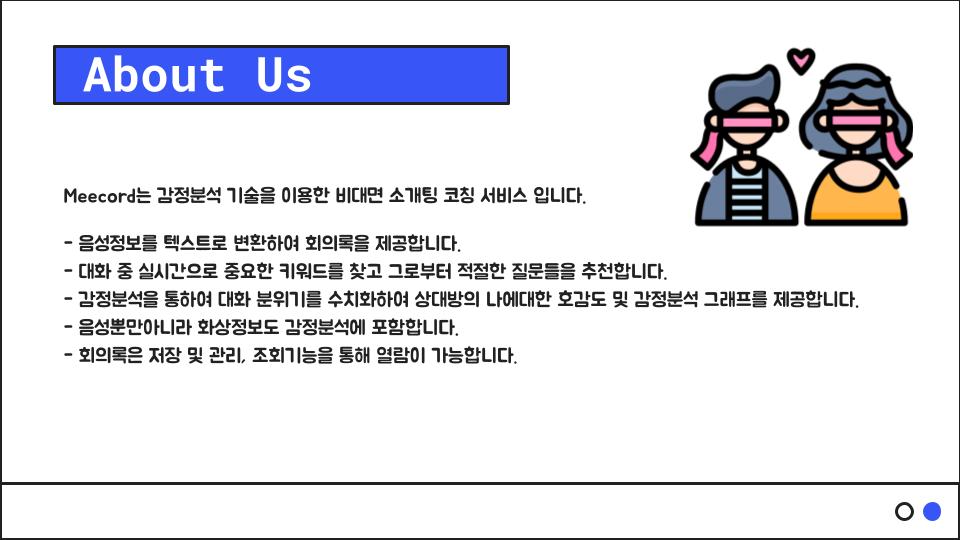 About Us
Meecord는 감정분석 기술을 이용한 비대면 소개팅 코칭 서비스 입니다.
- 음성정보를 텍스트로 변환하여 회의록을 제공합니다.
- 대화 중 실시간으로 중요한 키워드를 찾고 그로부터 적절한 질문들을 추천합니다.
- 감정분석을 통하여 대화 분위기를 수치화하여 상대방의 나에대한 호감도 및 감정분석 그래프를 제공합니다.
- 음성뿐만아니라 화상정보도 감정분석에 포함합니다.
- 회의록은 저장 및 관리, 조회기능을 통해 열람이 가능합니다.